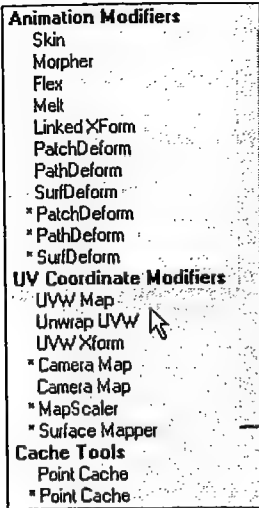 Animation Modifiers
Skin
Morpher
Flex
Melt
Linked XForm
PatchDeform
PathDeform
SurfDeform
* PatchDeform
* PathDeform
* SurfDeform
UV Coordinate Modifiers
UVW Map
Unwrap UVW
UVW Xform
* Camera Map
Camera Map
* MapScaler
* Surface Mapper
Cache Tools
Point Cache
* Point Cache